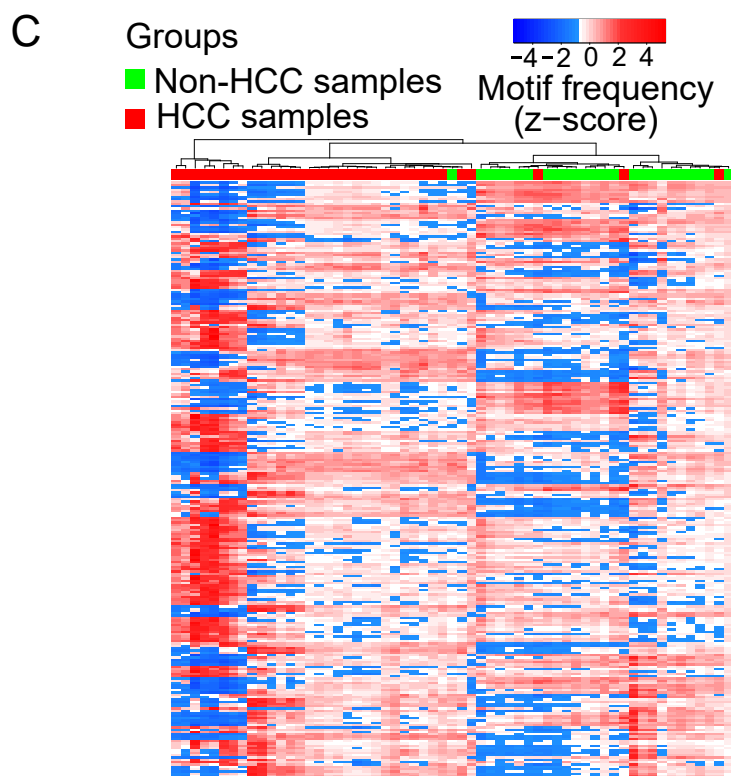 C
Groups
Non-HCC samples
HCC samples
−4 −2 0 2 4
Motif frequency
(z−score)